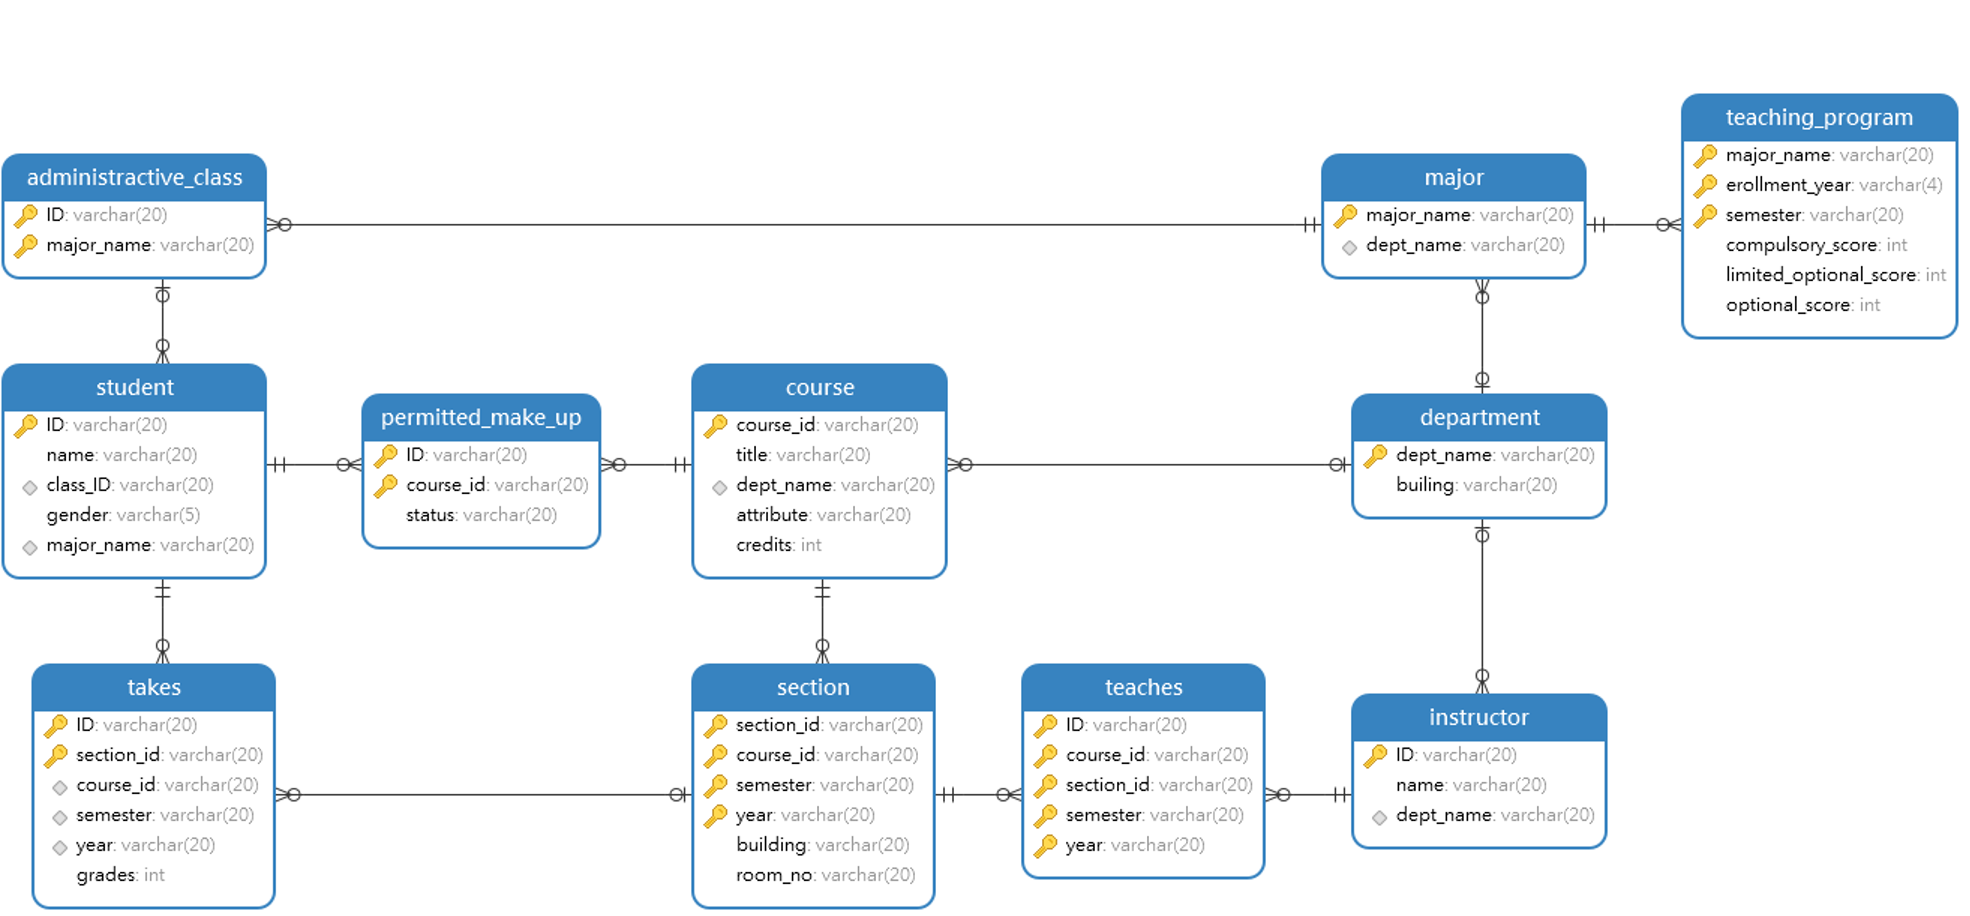 teaching_program
major_name: varchar(20)
erollment_year: varchar(4)
semester: varchar(20)
compulsory_score: int
limited_optional_score: int
optional_score: int
administractive_class
ID: varchar(20)
major_name: varchar(20)
major
major_name: varchar(20)
dept_name: varchar(20)
student
ID: varchar(20)
name: varchar(20)
class_ID: varchar(20)
gender: varchar(5)
major_name: varchar(20)
permitted_make_up
ID: varchar(20)
course_id: varchar(20)
status: varchar(20)
course
course_id: varchar(20)
title: varchar(20)
dept_name: varchar(20)
attribute: varchar(20)
credits: int
department
dept_name: varchar(20)
builing: varchar(20)
takes
ID: varchar(20)
section_id: varchar(20)
course_id: varchar(20)
semester: varchar(20)
year: varchar(20)
grades: int
section
section_id: varchar(20)
course_id: varchar(20)
semester: varchar(20)
year: varchar(20)
building: varchar(20)
room_no: varchar(20)
teaches
ID: varchar(20)
course_id: varchar(20)
section_id: varchar(20)
semester: varchar(20)
year: varchar(20)
instructor
ID: varchar(20)
name: varchar(20)
dept_name: varchar(20)